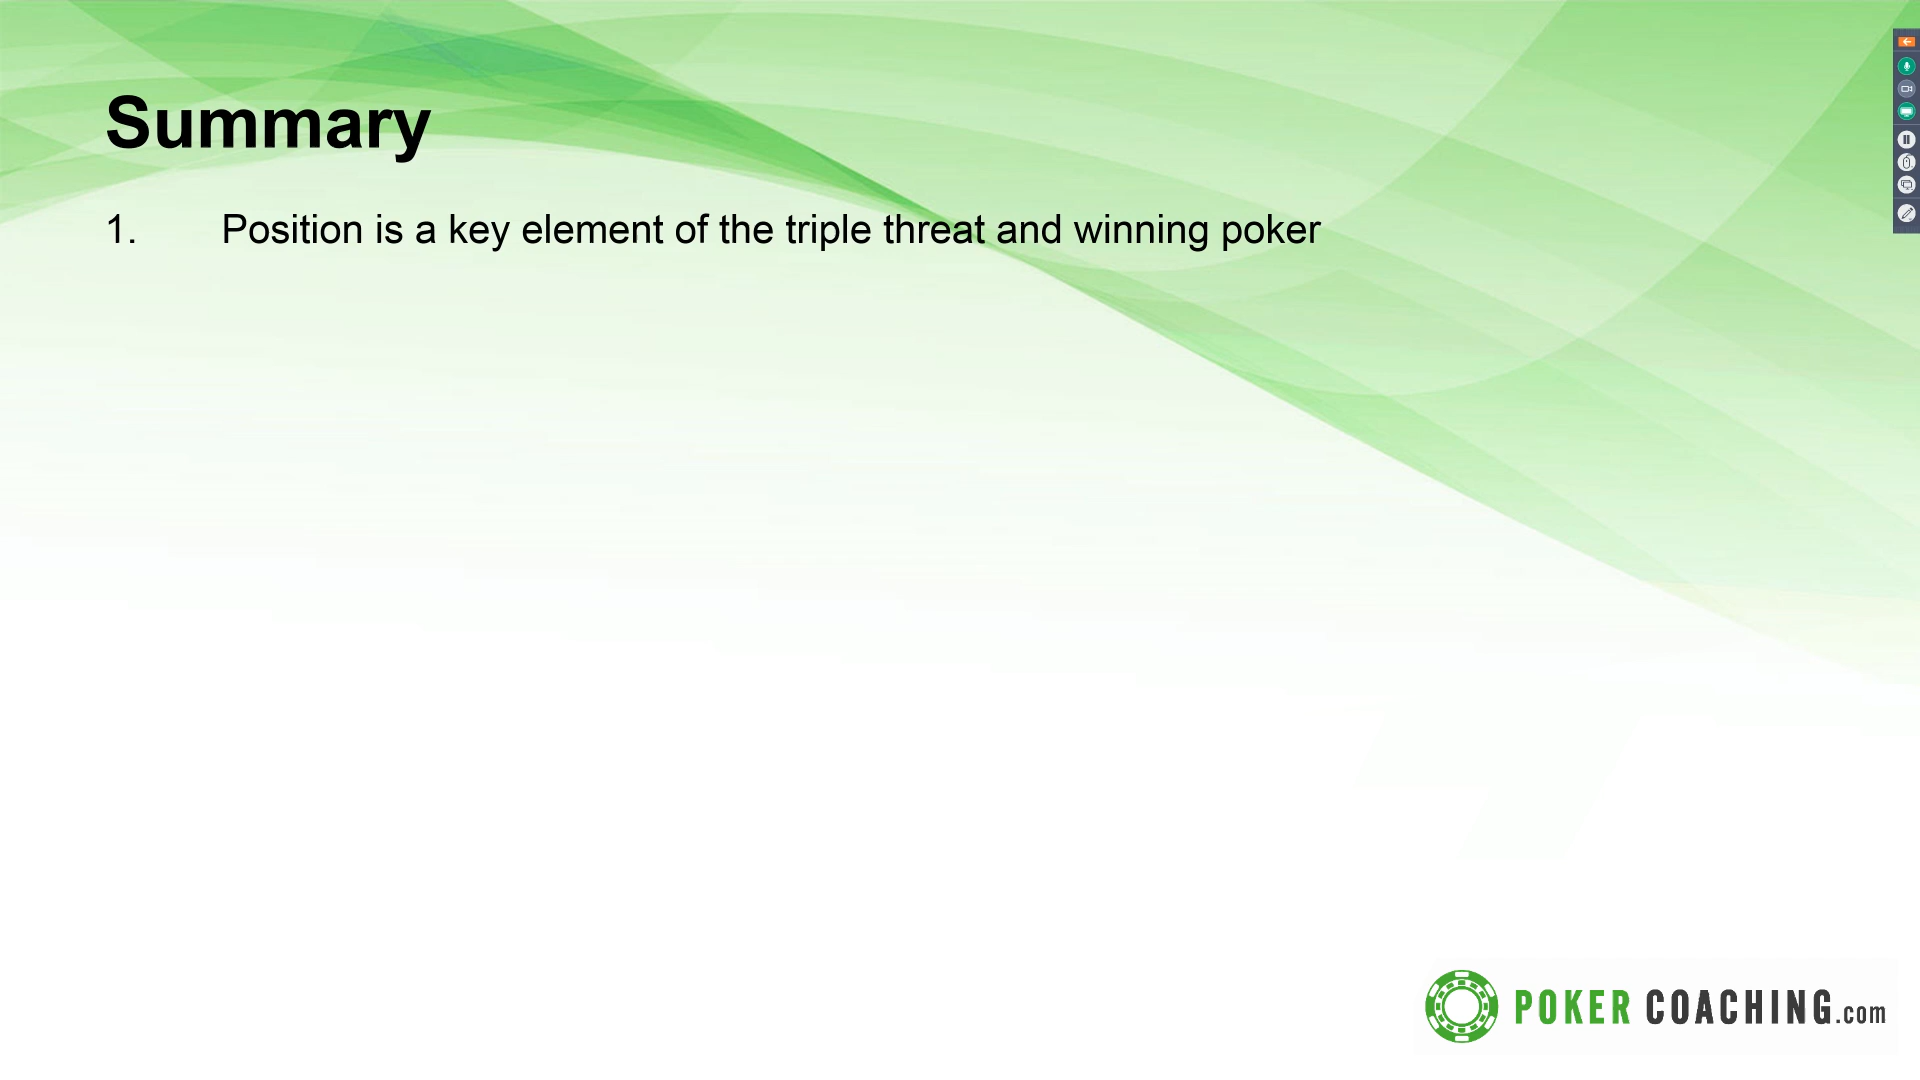 Summary
1. Position is a key element of the triple threat and winning poker
POKER COACHING.com